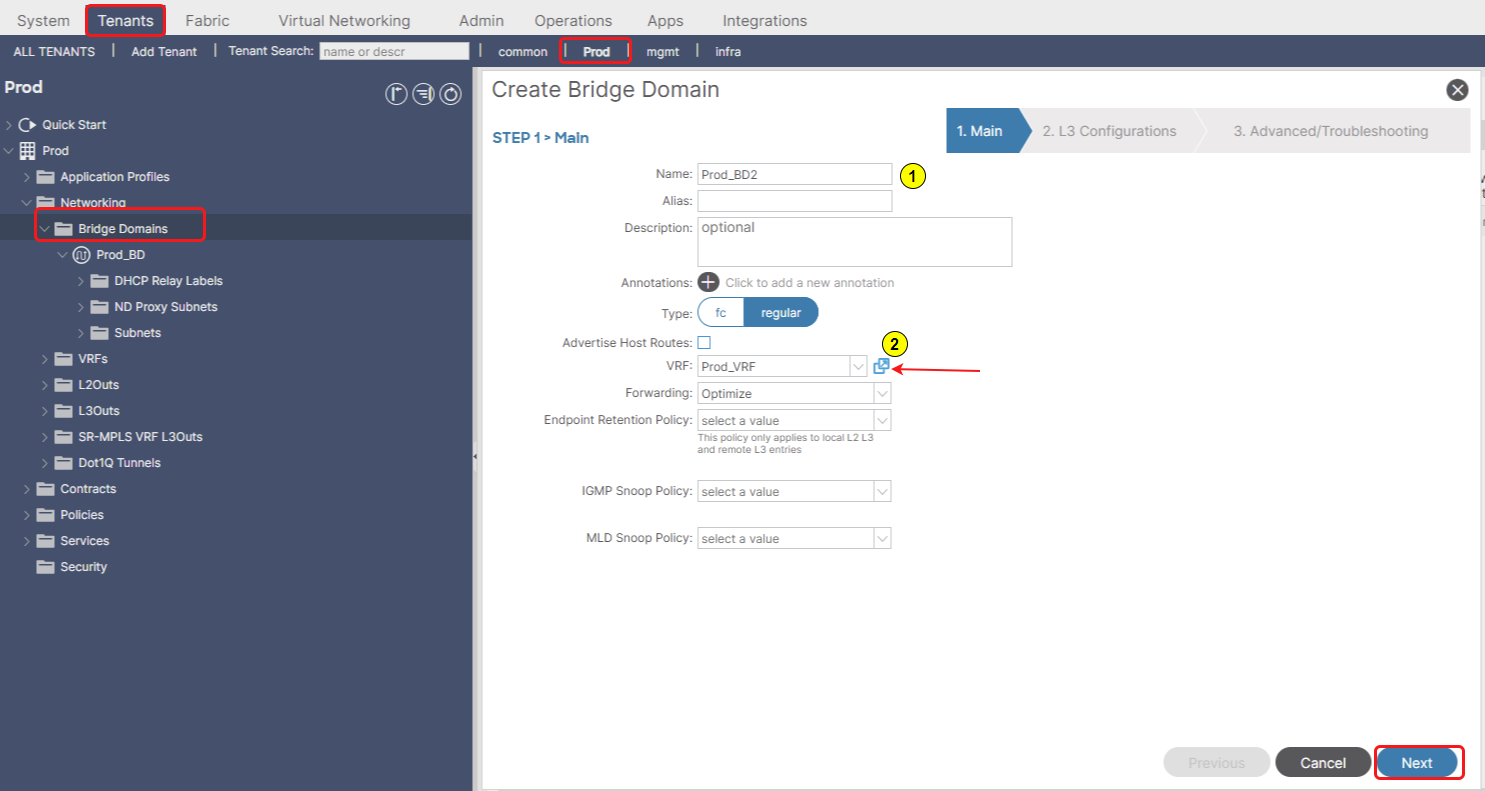 System Tenants Fabric Virtual Networking Admin Operations Apps Integrations
ALL TENANTS | Add Tenant | Tenant Search: name or descr | common | Prod | mgmt | infra
Prod
Quick Start
Prod
Application Profiles
Networking
Bridge Domains
Prod_BD
DHCP Relay Labels
ND Proxy Subnets
Subnets
VRFs
L2Outs
L3Outs
SR-MPLS VRF L3Outs
Dot1Q Tunnels
Contracts
Policies
Services
Security
Create Bridge Domain
STEP 1 > Main
1. Main 2. L3 Configurations 3. Advanced/Troubleshooting
Name: Prod_BD2 1
Alias:
Description: optional
Annotations: Click to add a new annotation
Type: fc regular
Advertise Host Routes:
2
VRF: Prod_VRF
Forwarding: Optimize
Endpoint Retention Policy: select a value
This policy only applies to local L2 L3
and remote L3 entries
IGMP Snoop Policy: select a value
MLD Snoop Policy: select a value
Previous Cancel Next